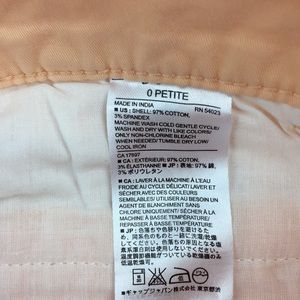 0 PETITE
MADE IN INDIA RN 54023
■ US : SHELL: 97% COTTON,
3% SPANDEX
MACHINE WASH COLD GENTLE CYCLE/
WASH AND DRY WITH LIKE COLORS/
ONLY NON-CHLORINE BLEACH
WHEN NEEDED/ TUMBLE DRY LOW/
COOL IRON
CA17897
■ CA : EXTÉRIEUR: 97% COTON,
3% ÉLASTHANNE ■ JP : 表地: 97% 綿,
3% ポリウレタン
■ CA : LAVER À LA MACHINE À L'EAU
FROIDE AU CYCLE DÉLICAT/ LAVER ET
SÉCHER AVEC DES COULEURS
SEMBLABLES/ UTILISER AU BESOIN UN
AGENT DE BLANCHIMENT SANS
CHLORE UNIQUEMENT/ SÉCHER À LA
MACHINE À BASSE TEMPÉRATURE/
REPASSER À BASSE TEMPÉRATURE
■ギャップジャパン株式会社 東京都渋